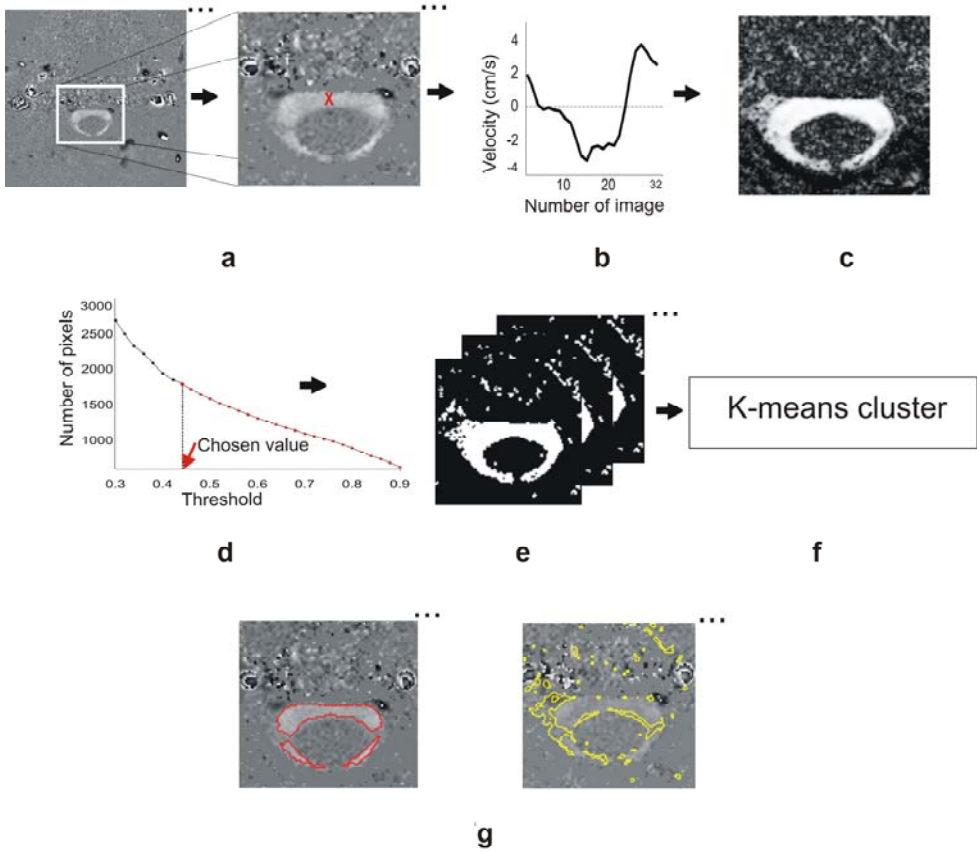 ...
...
X
Velocity (cm/s)
4
2
0
-2
-4
10
20
32
Number of image
a
b
c
Number of pixels
3000
2500
2000
1500
1000
Chosen value
0.3
0.4
0.5
0.6
0.7
0.8
0.9
Threshold
...
K-means cluster
d
e
f
...
...
g